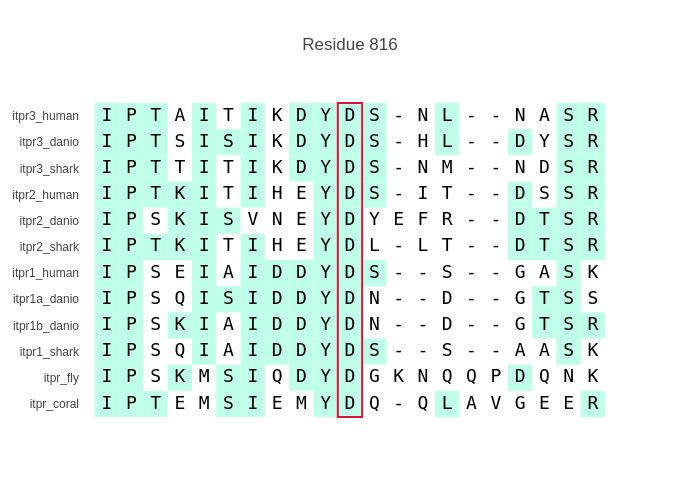 Residue 816
itpr3_human I P T A I T I K D Y D S - N L - - N A S R
itpr3_danio I P T S I S I K D Y D S - H L - - D Y S R
itpr3_shark I P T T I T I K D Y D S - N M - - N D S R
itpr2_human I P T K I T I H E Y D S - I T - - D S S R
itpr2_danio I P S K I S V N E Y D Y E F R - - D T S R
itpr2_shark I P T K I T I H E Y D L - L T - - D T S R
itpr1_human I P S E I A I D D Y D S - - S - - G A S K
itpr1a_danio I P S Q I S I D D Y D N - - D - - G T S S
itpr1b_danio I P S K I A I D D Y D N - - D - - G T S R
itpr1_shark I P S Q I A I D D Y D S - - S - - A A S K
itpr_fly I P S K M S I Q D Y D G K N Q Q P D Q N K
itpr_coral I P T E M S I E M Y D Q - Q L A V G E E R